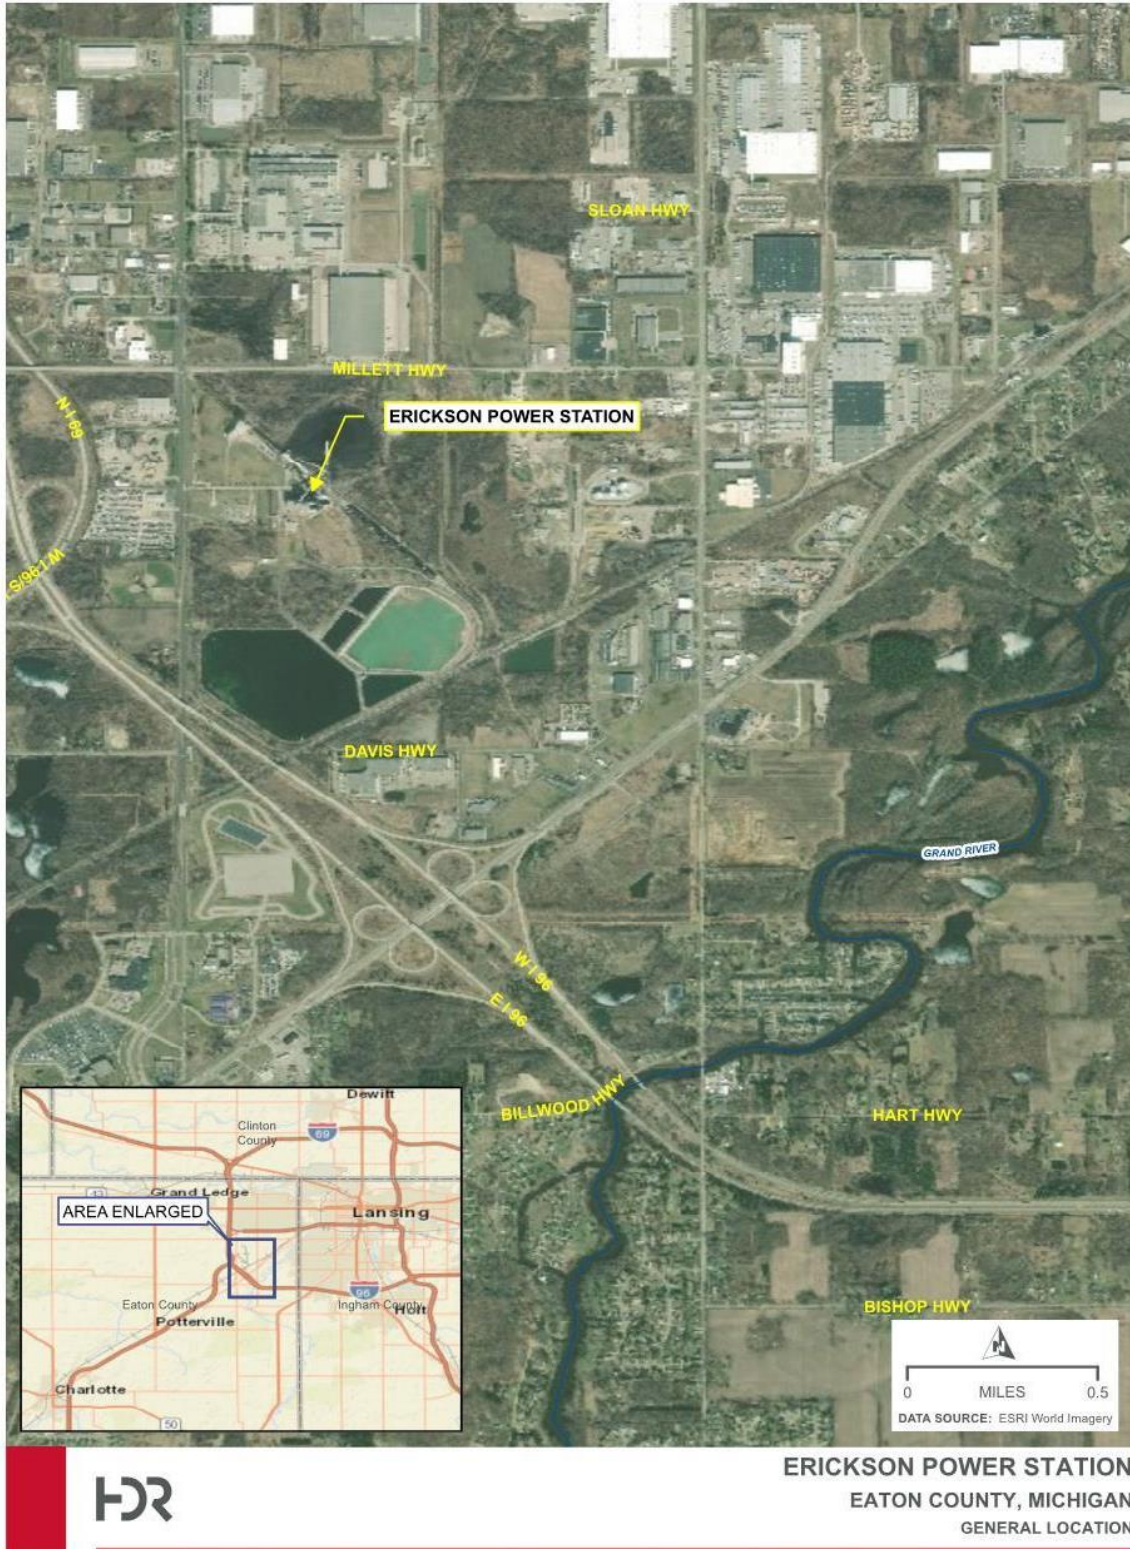 SLOAN HWY
MILLETT HWY
N I-69
ERICKSON POWER STATION
DAVIS HWY
GRAND RIVER
W I 96
E I 96
BILLWOOD HWY
HART HWY
BISHOP HWY
Dewitt
Clinton
County
69
43
Grand Ledge
AREA ENLARGED
Lansing
96
Eaton County
Ingham County
Holt
Potterville
Charlotte
50
N
0
MILES
0.5
DATA SOURCE: ESRI World Imagery
HDR
ERICKSON POWER STATION
EATON COUNTY, MICHIGAN
GENERAL LOCATION